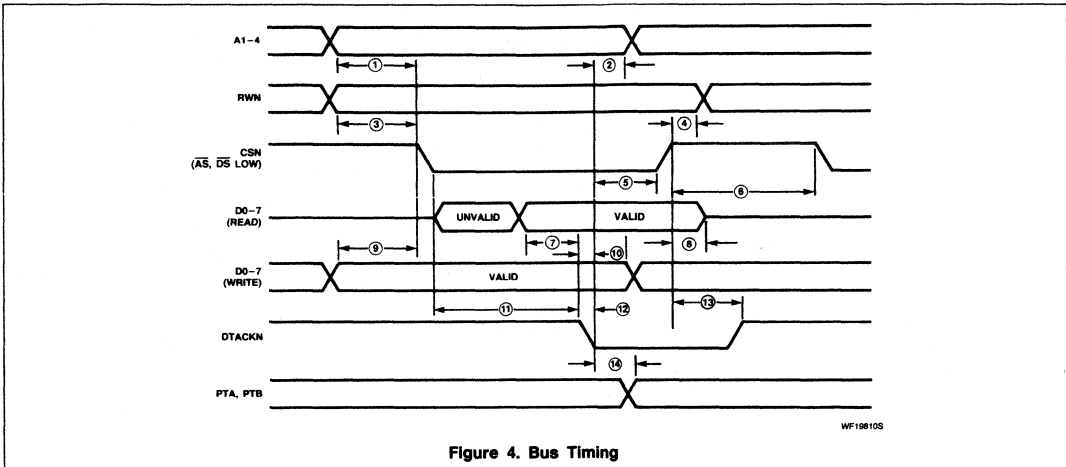 A1-4
① ②
RWN
③ ④
CSN
(AS, DS LOW)
⑤ ⑥
D0-7
(READ)
UNVALID VALID
⑦ ⑧
⑨ ⑩
D0-7
(WRITE)
VALID
⑪ ⑫ ⑬
DTACKN
⑭
PTA, PTB
WF19810S
Figure 4. Bus Timing